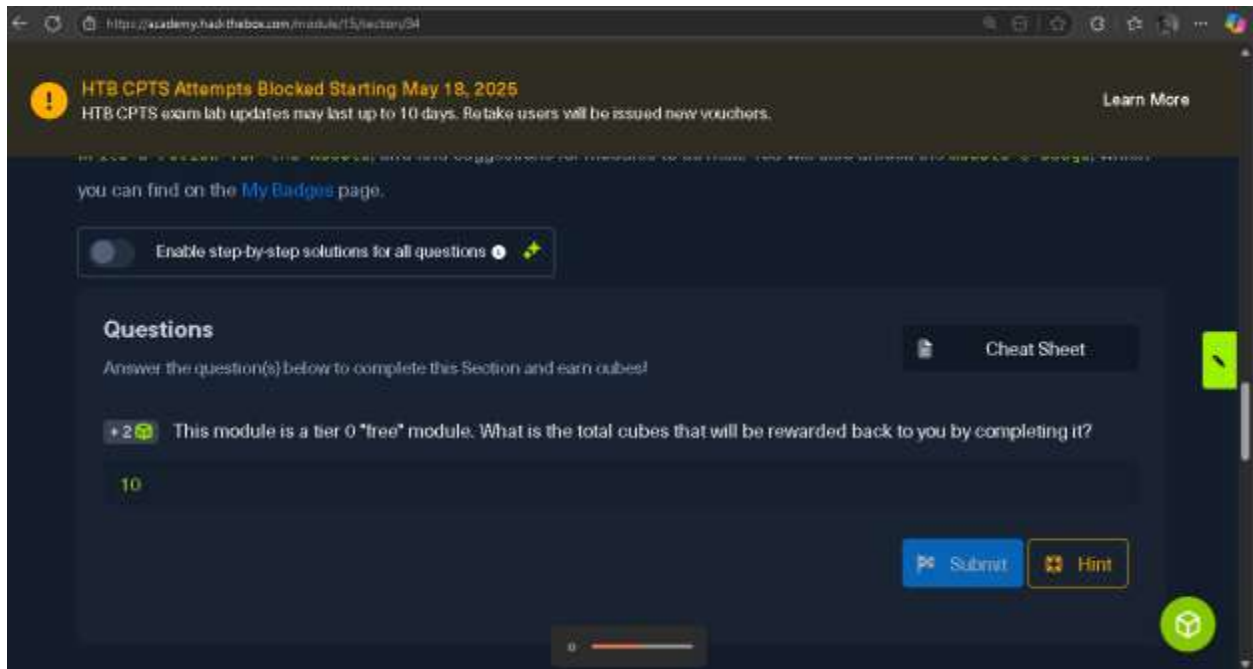 https://academy.hackthebox.com/module/15/section/94
HTB CPTS Attempts Blocked Starting May 18, 2025
HTB CPTS exam lab updates may last up to 10 days. Retake users will be issued new vouchers.
Learn More
you can find on the My Badges page.
Enable step-by-step solutions for all questions
Questions
Cheat Sheet
Answer the question(s) below to complete this Section and earn cubes!
+ 2 This module is a tier 0 "free" module. What is the total cubes that will be rewarded back to you by completing it?
10
Submit
Hint
0